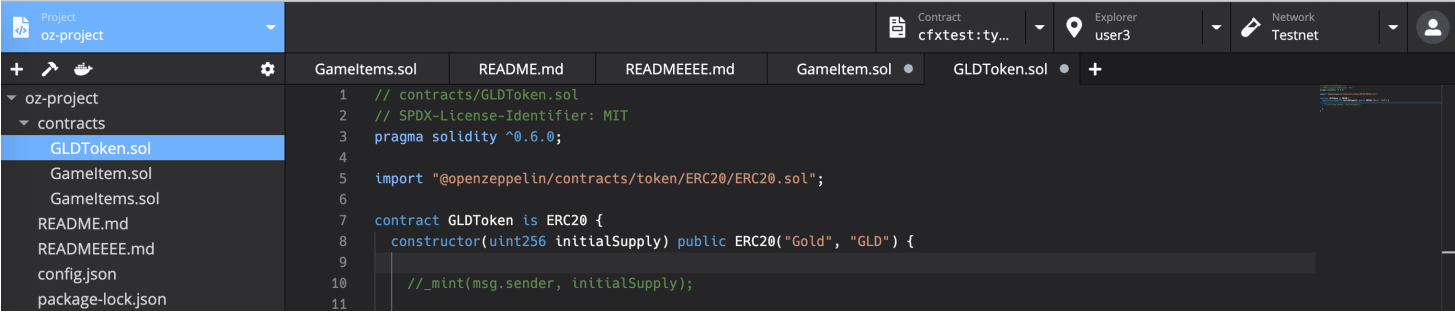 Project
oz-project
Contract
cfxtest:ty...
Explorer
user3
Network
Testnet
GameItems.sol
README.md
READMEEEE.md
GameItem.sol
GLDToken.sol
oz-project
contracts
GLDToken.sol
GameItem.sol
GameItems.sol
README.md
READMEEEE.md
config.json
package-lock.json
1 // contracts/GLDToken.sol
2 // SPDX-License-Identifier: MIT
3 pragma solidity ^0.6.0;
4
5 import "@openzeppelin/contracts/token/ERC20/ERC20.sol";
6
7 contract GLDToken is ERC20 {
8 constructor(uint256 initialSupply) public ERC20("Gold", "GLD") {
9
10 //_mint(msg.sender, initialSupply);
11